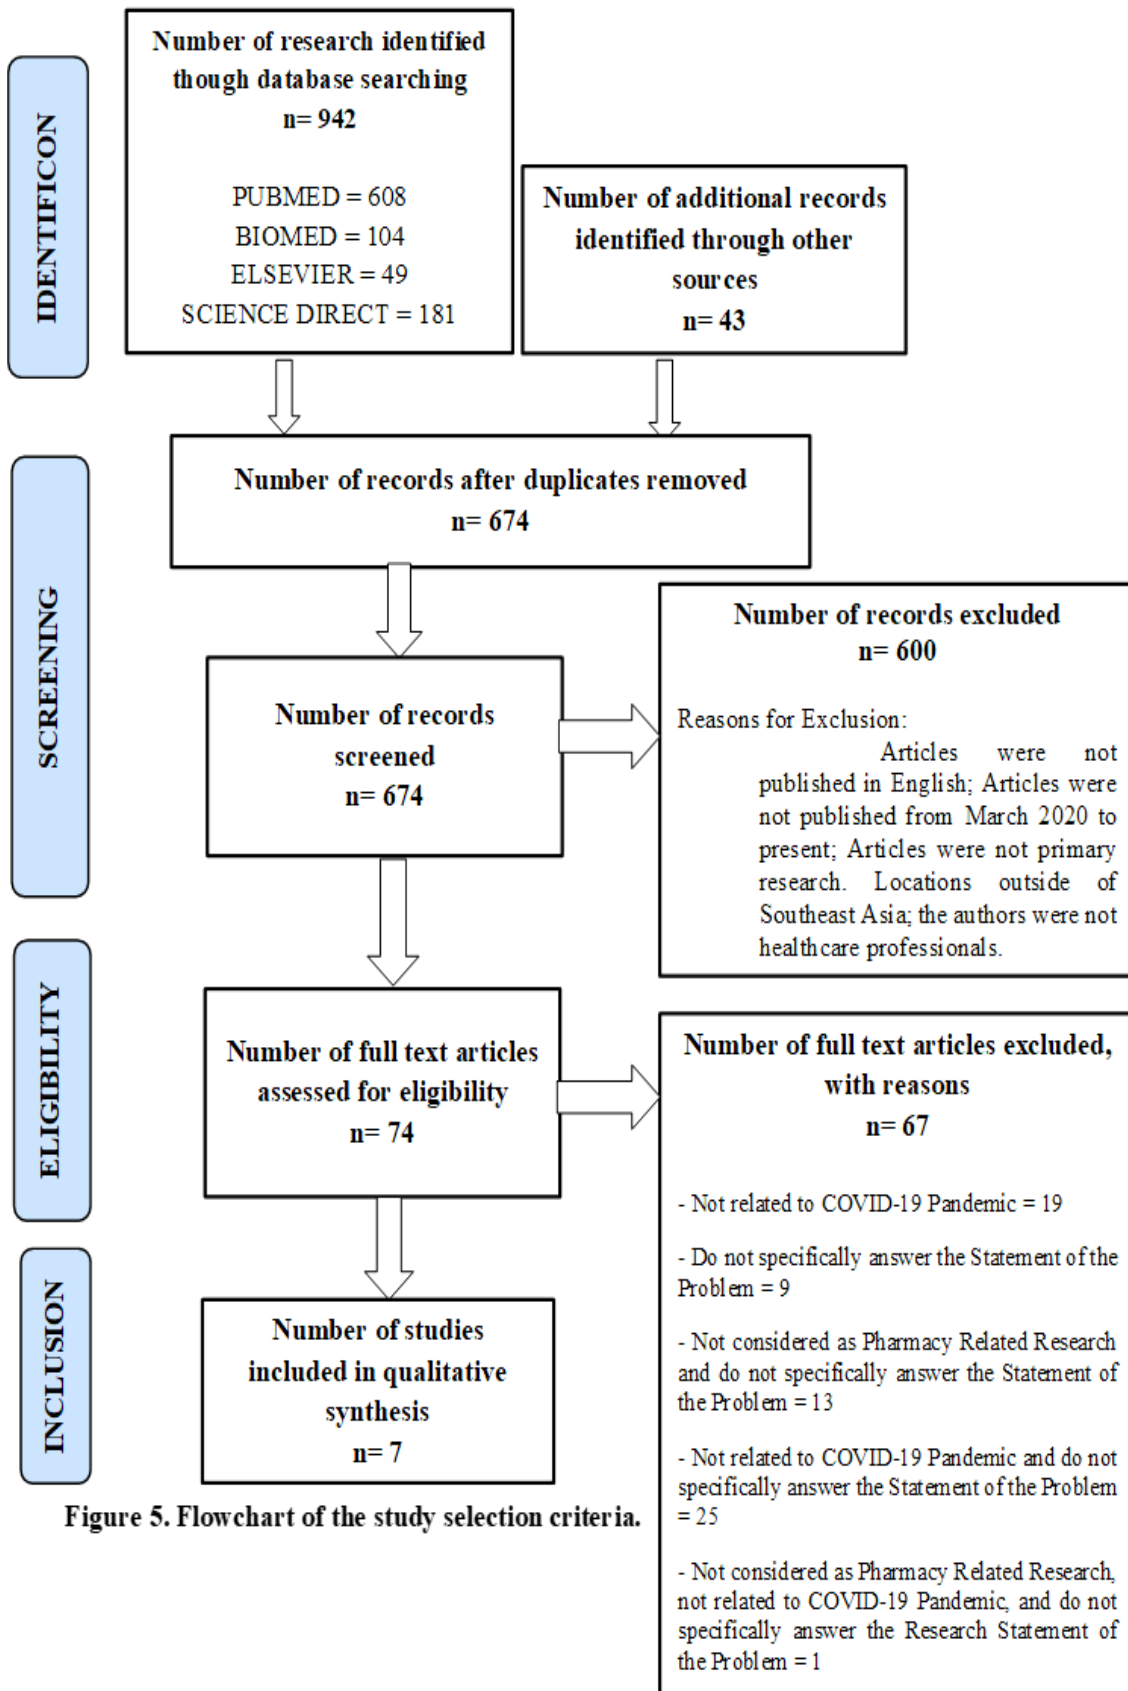 IDENTIFICON
Number of research identified
though database searching
n= 942
PUBMED = 608
BIOMED = 104
ELSEVIER = 49
SCIENCE DIRECT = 181
Number of additional records
identified through other
sources
n= 43
SCREENING
Number of records after duplicates removed
n= 674
Number of records
screened
n= 674
Number of records excluded
n= 600
Reasons for Exclusion:
Articles were not
published in English; Articles were
not published from March 2020 to
present; Articles were not primary
research. Locations outside of
Southeast Asia; the authors were not
healthcare professionals.
ELIGIBILITY
Number of full text articles
assessed for eligibility
n= 74
Number of full text articles excluded,
with reasons
n= 67
- Not related to COVID-19 Pandemic = 19
- Do not specifically answer the Statement of the
Problem = 9
- Not considered as Pharmacy Related Research
and do not specifically answer the Statement of
the Problem = 13
- Not related to COVID-19 Pandemic and do not
specifically answer the Statement of the Problem
= 25
- Not considered as Pharmacy Related Research,
not related to COVID-19 Pandemic, and do not
specifically answer the Research Statement of
the Problem = 1
INCLUSION
Number of studies
included in qualitative
synthesis
n= 7
Figure 5. Flowchart of the study selection criteria.